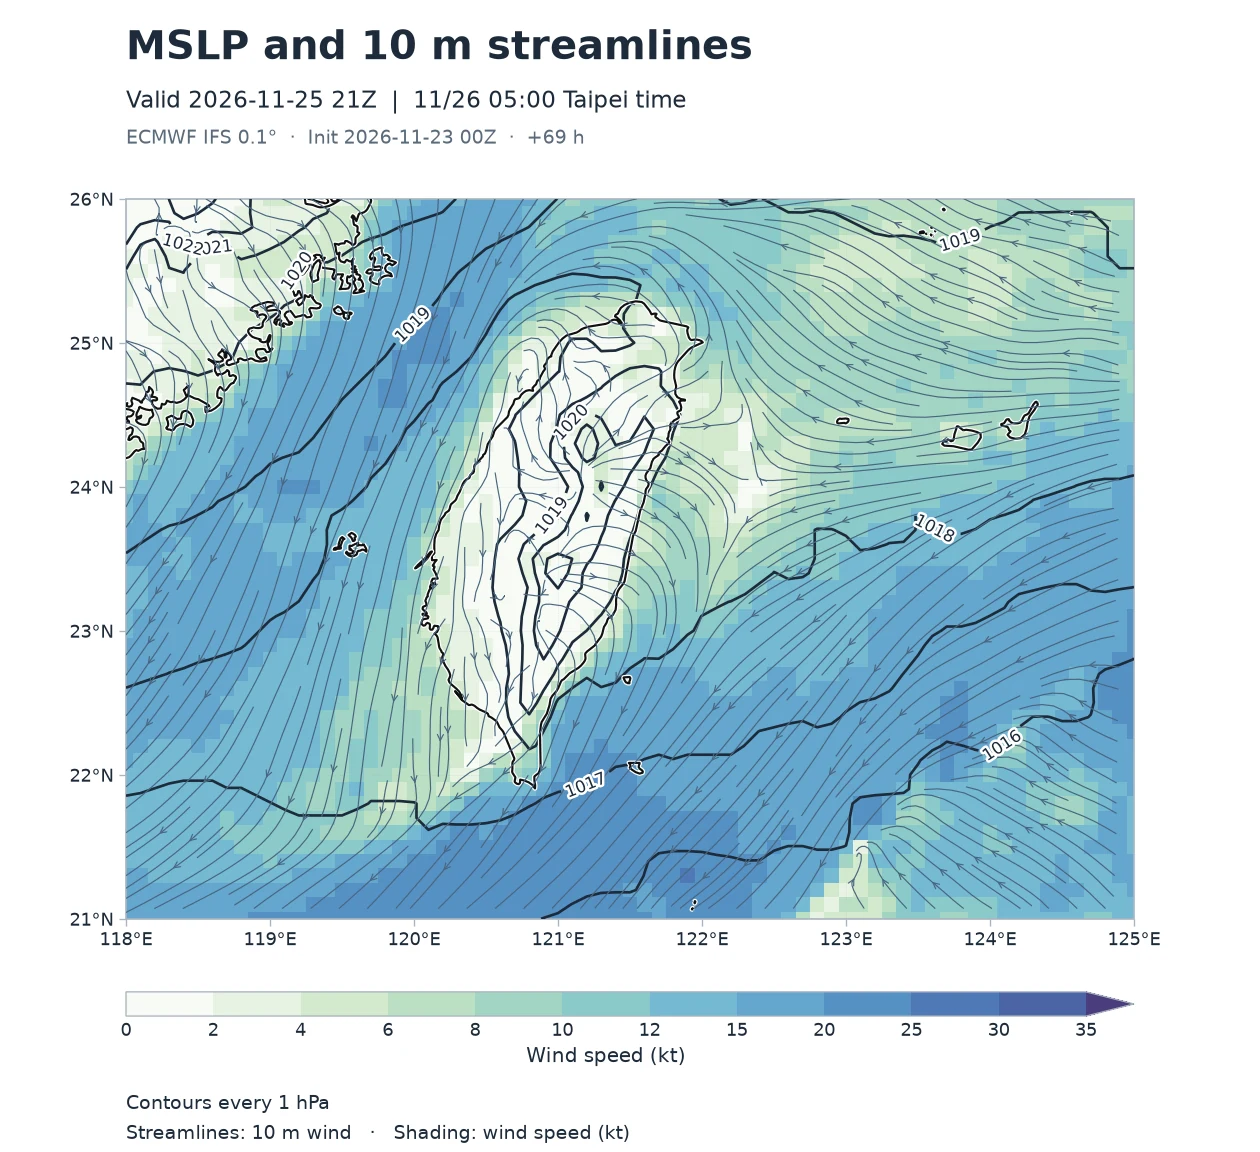 MSLP and 10 m streamlines
Valid 2026-11-25 21Z | 11/26 05:00 Taipei time
ECMWF IFS 0.1° · Init 2026-11-23 00Z · +69 h
26°N
25°N
24°N
23°N
22°N
21°N
1022
1021
1020
1019
1019
1020
1019
1018
1017
1016
118°E 119°E 120°E 121°E 122°E 123°E 124°E 125°E
0 2 4 6 8 10 12 15 20 25 30 35
Wind speed (kt)
Contours every 1 hPa
Streamlines: 10 m wind · Shading: wind speed (kt)